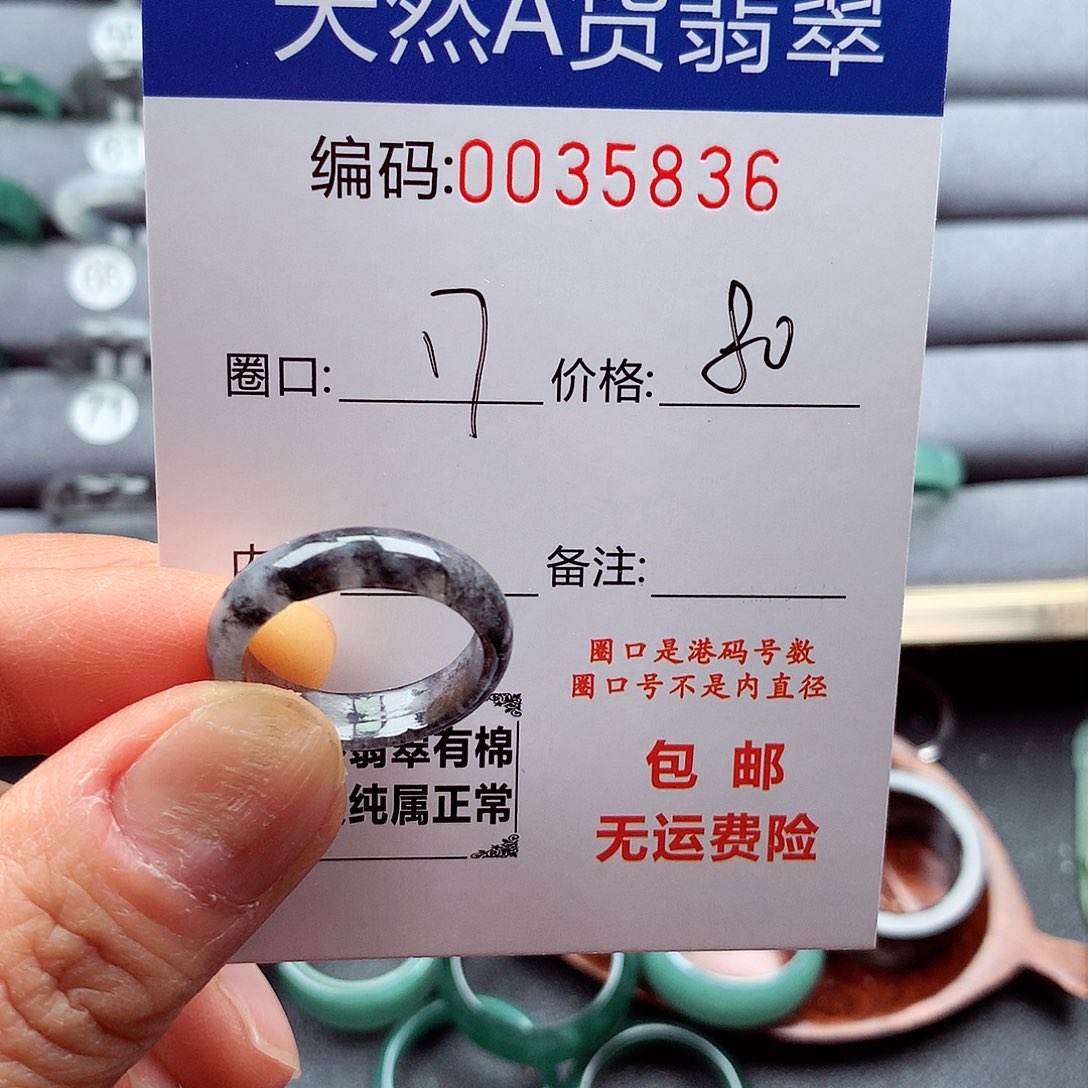 天然A货翡翠
编码:0035836
圈口: 17 价格: 80
备注:
圈口是港码号数
圈口号不是内直径
翡翠有棉
纯属正常
包邮
无运费险
68
71